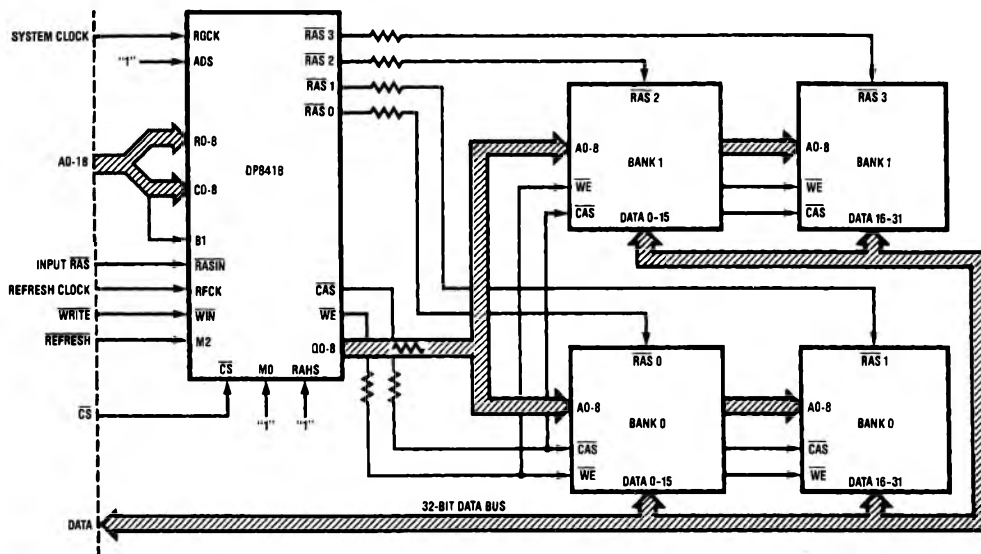 SYSTEM CLOCK
"1"
A0-18
INPUT RAS
REFRESH CLOCK
WRITE
REFRESH
CS
DATA
RGCK
ADS
R0-8
C0-8
B1
RASIN
RFCK
WIN
M2
DP8418
RAS 3
RAS 2
RAS 1
RAS 0
CAS
WE
Q0-8
CS
M0
RAHS
"1"
"1"
RAS 2
A0-8
BANK 1
WE
CAS
DATA 0-15
RAS 3
A0-8
BANK 1
WE
CAS
DATA 16-31
RAS 0
A0-8
BANK 0
CAS
WE
DATA 0-15
RAS 1
A0-8
BANK 0
CAS
WE
DATA 16-31
32-BIT DATA BUS